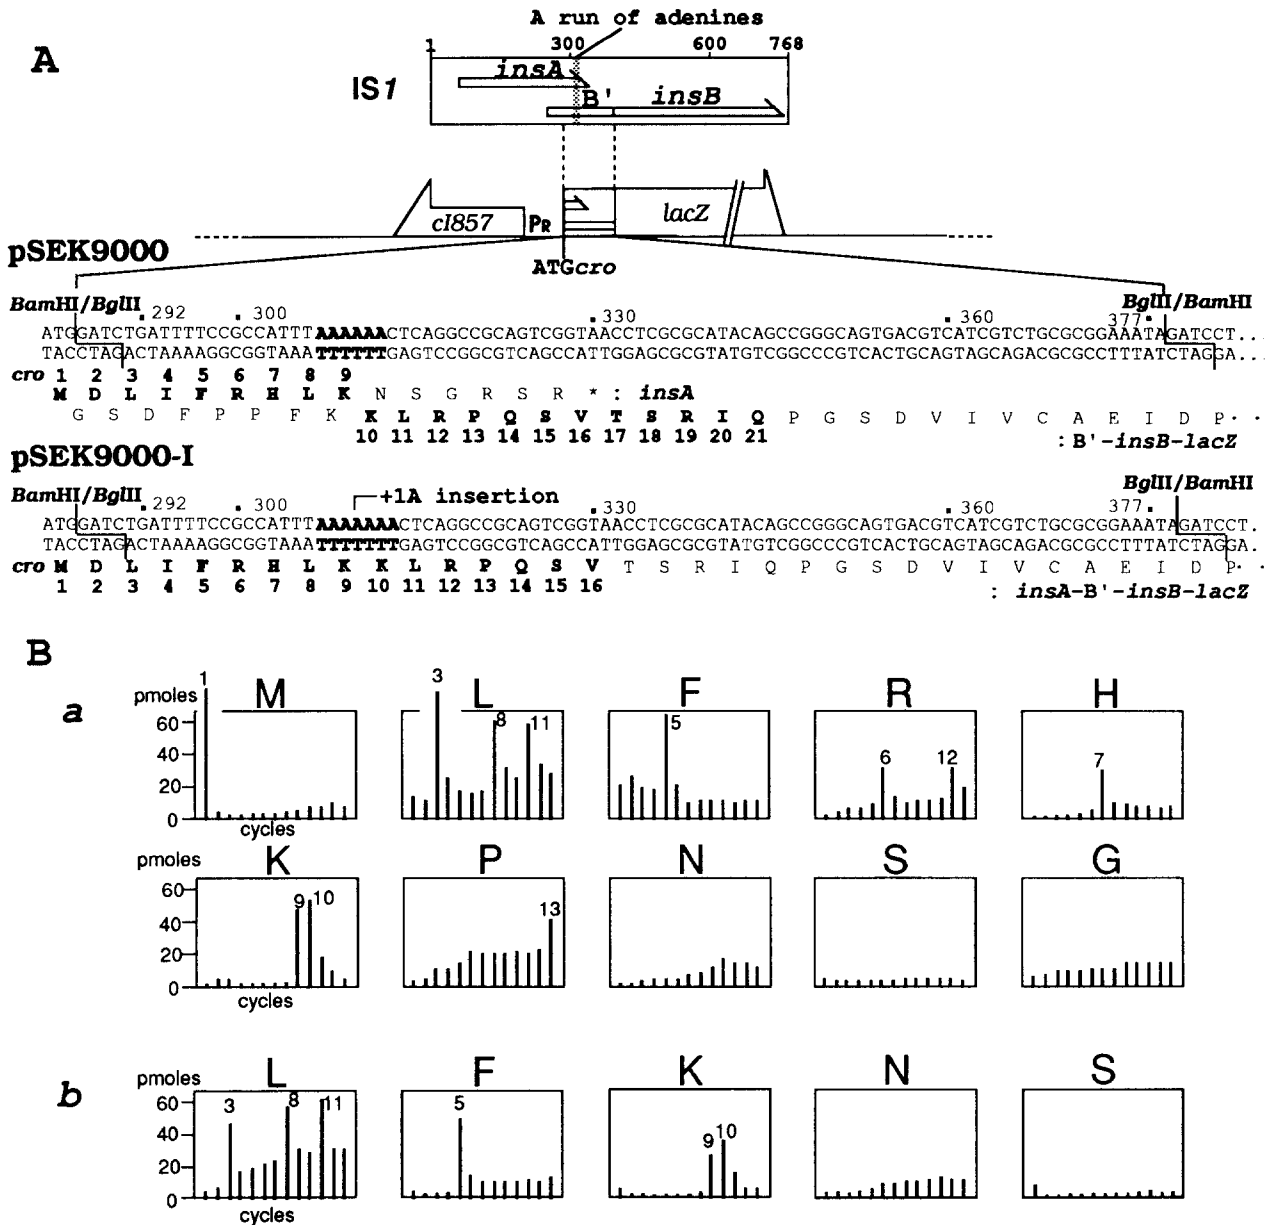 A run of adenines
A
1 300 600 768
IS1
insA
B' insB
cI857 PR lacZ
pSEK9000
ATGcro
BamHI/BglII BglII/BamHI
292 300 330 360 377
ATGGATCTGATTTTCCGCCATTTAAAAAACTCAGGCCGCAGTCGGTAACCTCGCGCATACAGCCGGGCAGTGACGTCATCGTCTGCGCGGAAATAGATCCT...
TACCTAGACTAAAAGGCGGTAAATTTTTTGAGTCCGGCGTCAGCCATTGGAGCGCGTATGTCGGCCCGTCACTGCAGTAGCAGACGCGCCTTTATCTAGGA...
cro 1 2 3 4 5 6 7 8 9
M D L I F R H L K N S G R S R * : insA
G S D F P P F K K L R P Q S V T S R I Q P G S D V I V C A E I D P··
10 11 12 13 14 15 16 17 18 19 20 21 : B'-insB-lacZ
pSEK9000-I
BamHI/BglII +1A insertion BglII/BamHI
292 300 330 360 377
ATGGATCTGATTTTCCGCCATTTAAAAAAACTCAGGCCGCAGTCGGTAACCTCGCGCATACAGCCGGGCAGTGACGTCATCGTCTGCGCGGAAATAGATCCT..
TACCTAGACTAAAAGGCGGTAAATTTTTTTGAGTCCGGCGTCAGCCATTGGAGCGCGTATGTCGGCCCGTCACTGCAGTAGCAGACGCGCCTTTATCTAGGA..
cro M D L I F R H L K K L R P Q S V T S R I Q P G S D V I V C A E I D P···
1 2 3 4 5 6 7 8 9 10 11 12 13 14 15 16 : insA-B'-insB-lacZ
B
a
pmoles M L F R H
1 3 8 11 5 6 12 7
60
40
20
0
cycles
pmoles K P N S G
9 10 13
60
40
20
0
cycles
b
pmoles L F K N S
3 8 11 5 9 10
60
40
20
0
cycles